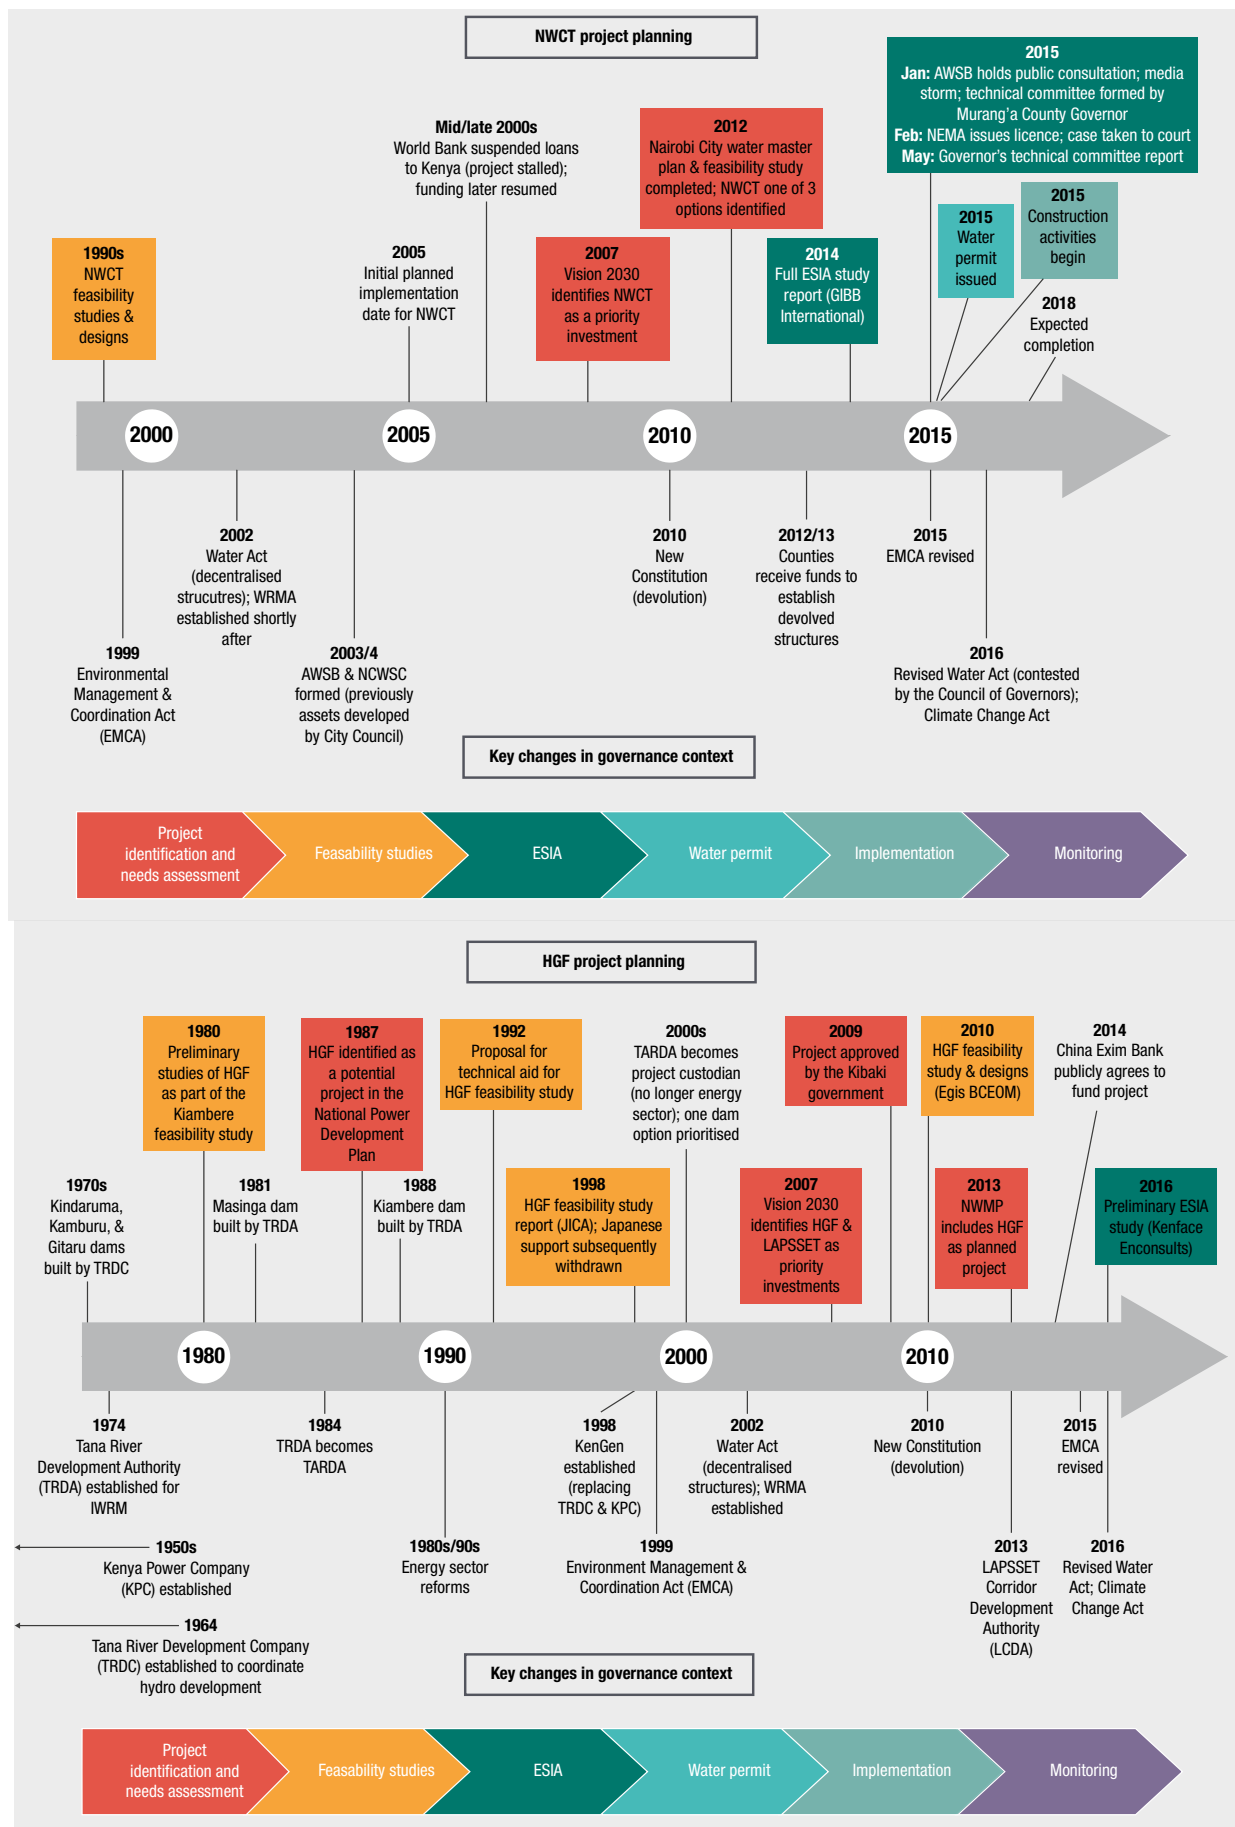 NWCT project planning
2015
Jan: AWSB holds public consultation; media
storm; technical committee formed by
Murang'a County Governor
Feb: NEMA issues licence; case taken to court
May: Governor's technical committee report
Mid/late 2000s
World Bank suspended loans
to Kenya (project stalled);
funding later resumed
2012
Nairobi City water master
plan & feasibility study
completed; NWCT one of 3
options identified
2015
Water
permit
issued
2015
Construction
activities
begin
1990s
NWCT
feasibility
studies &
designs
2005
Initial planned
implementation
date for NWCT
2007
Vision 2030
identifies NWCT
as a priority
investment
2014
Full ESIA study
report (GIBB
International)
2018
Expected
completion
2000
2005
2010
2015
2002
Water Act
(decentralised
strucutres); WRMA
established shortly
after
2010
New
Constitution
(devolution)
2012/13
Counties
receive funds to
establish
devolved
structures
2015
EMCA revised
1999
Environmental
Management &
Coordination Act
(EMCA)
2003/4
AWSB & NCWSC
formed (previously
assets developed
by City Council)
2016
Revised Water Act (contested
by the Council of Governors);
Climate Change Act
Key changes in governance context
Project
identification and
needs assessment
Feasability studies
ESIA
Water permit
Implementation
Monitoring
HGF project planning
1980
Preliminary
studies of HGF
as part of the
Kiambere
feasibility study
1987
HGF identified as
a potential
project in the
National Power
Development
Plan
1992
Proposal for
technical aid for
HGF feasibility study
2000s
TARDA becomes
project custodian
(no longer energy
sector); one dam
option prioritised
2009
Project approved
by the Kibaki
government
2010
HGF feasibility
study & designs
(Egis BCEOM)
2014
China Exim Bank
publicly agrees to
fund project
1970s
Kindaruma,
Kamburu, &
Gitaru dams
built by TRDC
1981
Masinga dam
built by TRDA
1988
Kiambere dam
built by TRDA
1998
HGF feasibility study
report (JICA); Japanese
support subsequently
withdrawn
2007
Vision 2030
identifies HGF &
LAPSSET as
priority
investments
2013
NWMP
includes HGF
as planned
project
2016
Preliminary ESIA
study (Kenface
Enconsults)
1980
1990
2000
2010
1974
Tana River
Development Authority
(TRDA) established for
IWRM
1984
TRDA becomes
TARDA
1998
KenGen
established
(replacing
TRDC & KPC)
2002
Water Act
(decentralised
structures); WRMA
established
2010
New Constitution
(devolution)
2015
EMCA
revised
1950s
Kenya Power Company
(KPC) established
1980s/90s
Energy sector
reforms
1999
Environment Management &
Coordination Act (EMCA)
2013
LAPSSET
Corridor
Development
Authority
(LCDA)
2016
Revised Water
Act; Climate
Change Act
1964
Tana River Development Company
(TRDC) established to coordinate
hydro development
Key changes in governance context
Project
identification and
needs assessment
Feasability studies
ESIA
Water permit
Implementation
Monitoring